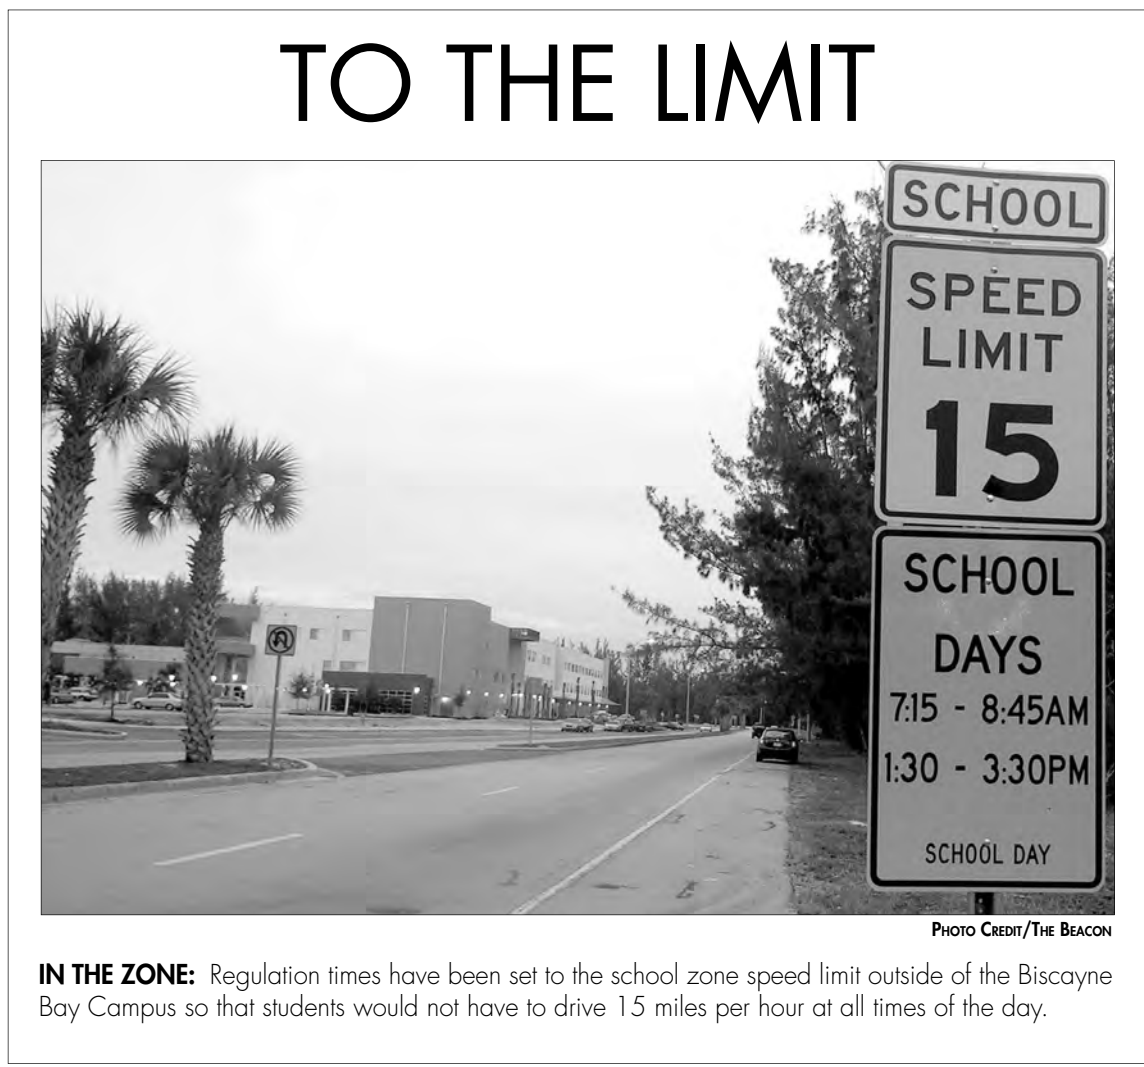 TO THE LIMIT
SCHOOL
SPEED
LIMIT
15
SCHOOL
DAYS
7:15 - 8:45AM
1:30 - 3:30PM
SCHOOL DAY
PHOTO CREDIT/THE BEACON
IN THE ZONE: Regulation times have been set to the school zone speed limit outside of the Biscayne
Bay Campus so that students would not have to drive 15 miles per hour at all times of the day.